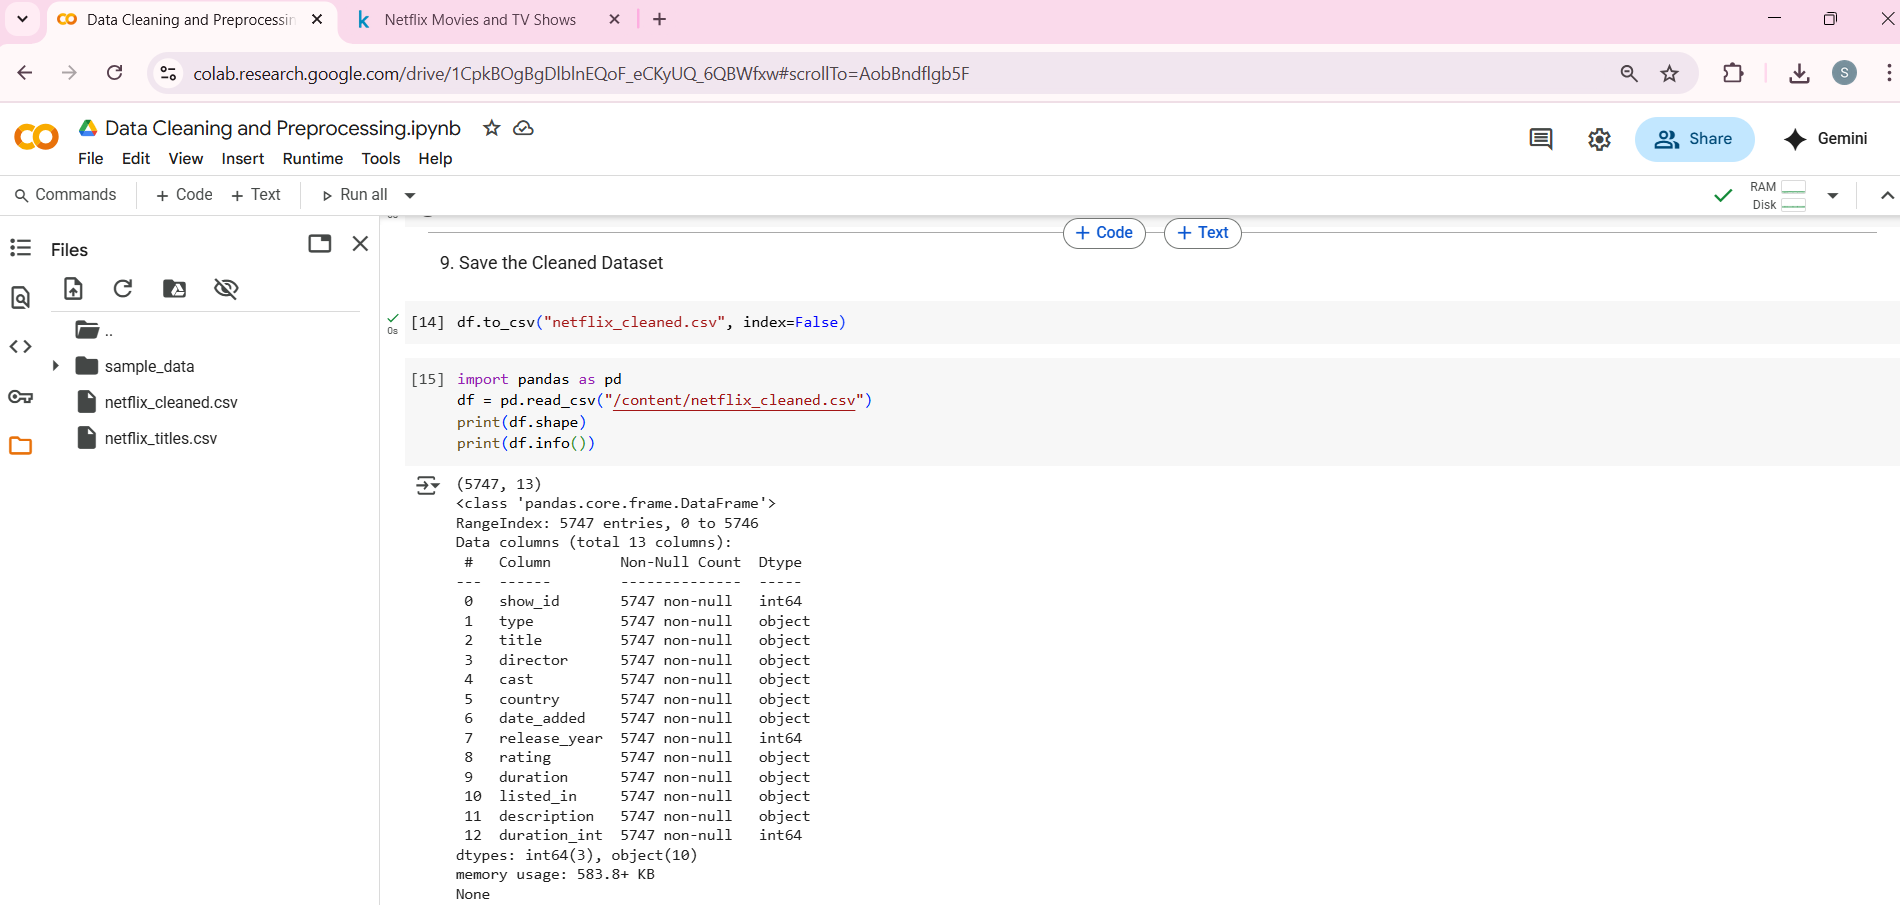 Data Cleaning and Preprocessin
Netflix Movies and TV Shows
colab.research.google.com/drive/1CpkBOgBgDlblnEQoF_eCKyUQ_6QBWfxw#scrollTo=AobBndflgb5F
S
Data Cleaning and Preprocessing.ipynb
File Edit View Insert Runtime Tools Help
Share
Gemini
Commands + Code + Text Run all
RAM
Disk
Files
..
sample_data
netflix_cleaned.csv
netflix_titles.csv
+ Code + Text
9. Save the Cleaned Dataset
0s
[14] df.to_csv("netflix_cleaned.csv", index=False)
[15] import pandas as pd
df = pd.read_csv("/content/netflix_cleaned.csv")
print(df.shape)
print(df.info())
(5747, 13)
<class 'pandas.core.frame.DataFrame'>
RangeIndex: 5747 entries, 0 to 5746
Data columns (total 13 columns):
 #   Column        Non-Null Count  Dtype
---  ------        --------------  -----
 0   show_id       5747 non-null   int64
 1   type          5747 non-null   object
 2   title         5747 non-null   object
 3   director      5747 non-null   object
 4   cast          5747 non-null   object
 5   country       5747 non-null   object
 6   date_added    5747 non-null   object
 7   release_year  5747 non-null   int64
 8   rating        5747 non-null   object
 9   duration      5747 non-null   object
 10  listed_in     5747 non-null   object
 11  description   5747 non-null   object
 12  duration_int  5747 non-null   int64
dtypes: int64(3), object(10)
memory usage: 583.8+ KB
None